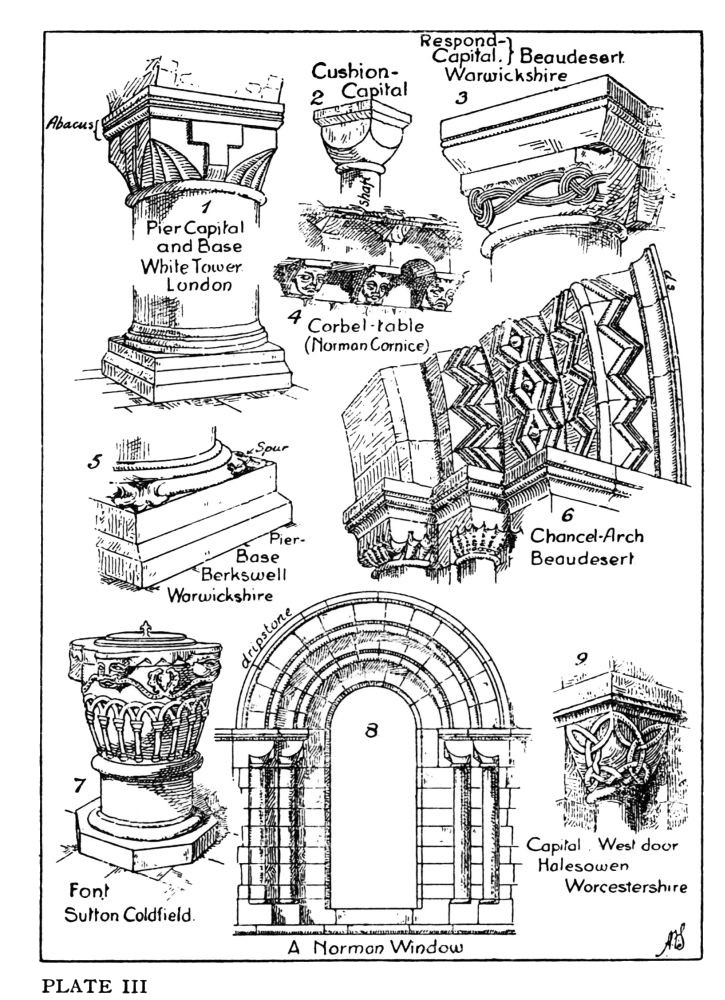 Abacus
1
Pier Capital
and Base
White Tower
London
Cushion-
Capital
2
shaft
Respond-
Capital.
Beaudesert.
Warwickshire
3
4
Corbel-table
(Norman Cornice)
5
Spur
Pier-
Base
Berkswell
Warwickshire
6
Chancel-Arch
Beaudesert
7
Font
Sutton Coldfield.
dripstone
8
A Norman Window
9
Capital. West door
Halesowen
Worcestershire
PLATE III